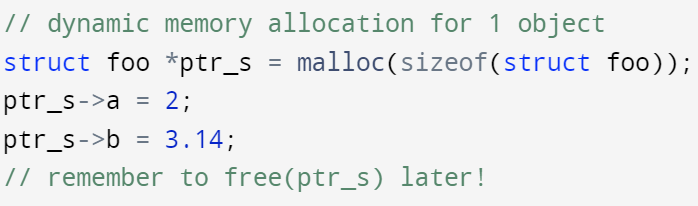 // dynamic memory allocation for 1 object
struct foo *ptr_s = malloc(sizeof(struct foo));
ptr_s->a = 2;
ptr_s->b = 3.14;
// remember to free(ptr_s) later!